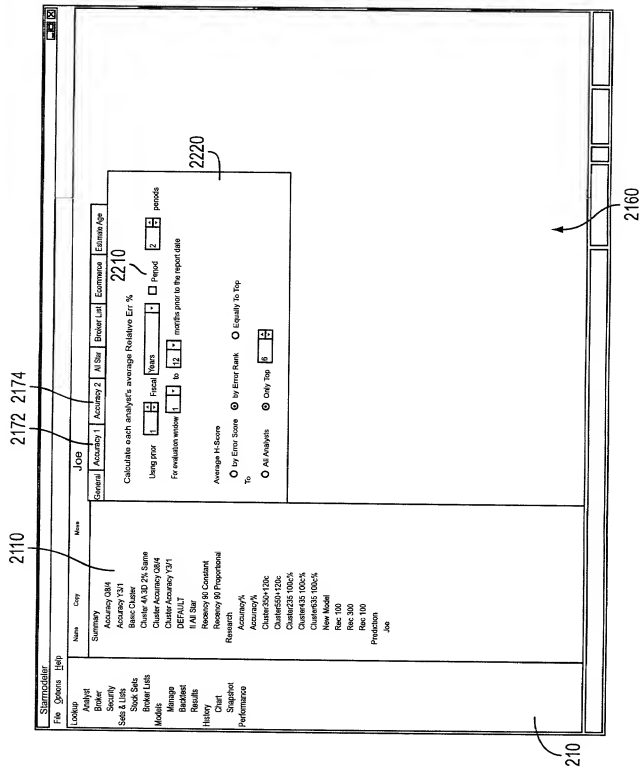 Starmodeler
File Options Help
Lookup
Analyst
Broker
Security
Sets & Lists
Stock Sets
Broker Lists
Models
Manage
Backtest
Results
History
Chart
Snapshot
Performance
210
Name Copy Move
Summary
Accuracy Q8/4
Accuracy Y3/1
Basic Cluster
Cluster 4A 3D 2% Same
Cluster Accuracy Q8/4
Cluster Accuracy Y3/1
DEFAULT
II All Star
Recency 90 Constant
Recency 90 Proportional
Research
Accuracy%
Accuracy%
Cluster350+120c
Cluster550+120c
Cluster235 100c%
Cluster435 100c%
Cluster635 100c%
New Model
Rec 100
Rec 300
Rec 100
Prediction
Joe
2110
Joe
2172
2174
General Accuracy 1 Accuracy 2 All Star Broker List Ecommerce Estimate Age
Calculate each analyst's average Relative Err %
2210
Using prior 1 Fiscal Years Period 2 periods
For evaluation window 1 to 12 months prior to the report date
Average H-Score
by Error Score by Error Rank Equally To Top
To
All Analysts Only Top 6
2220
2160